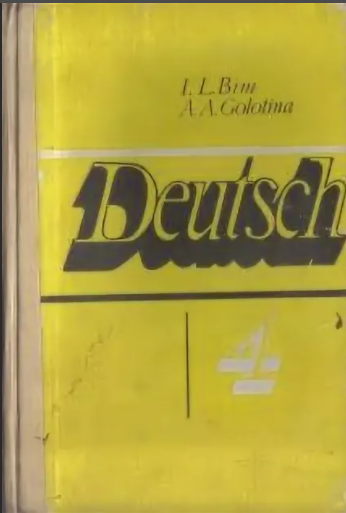 I. L. Bim
A. A. Golotina
Deutsch
4